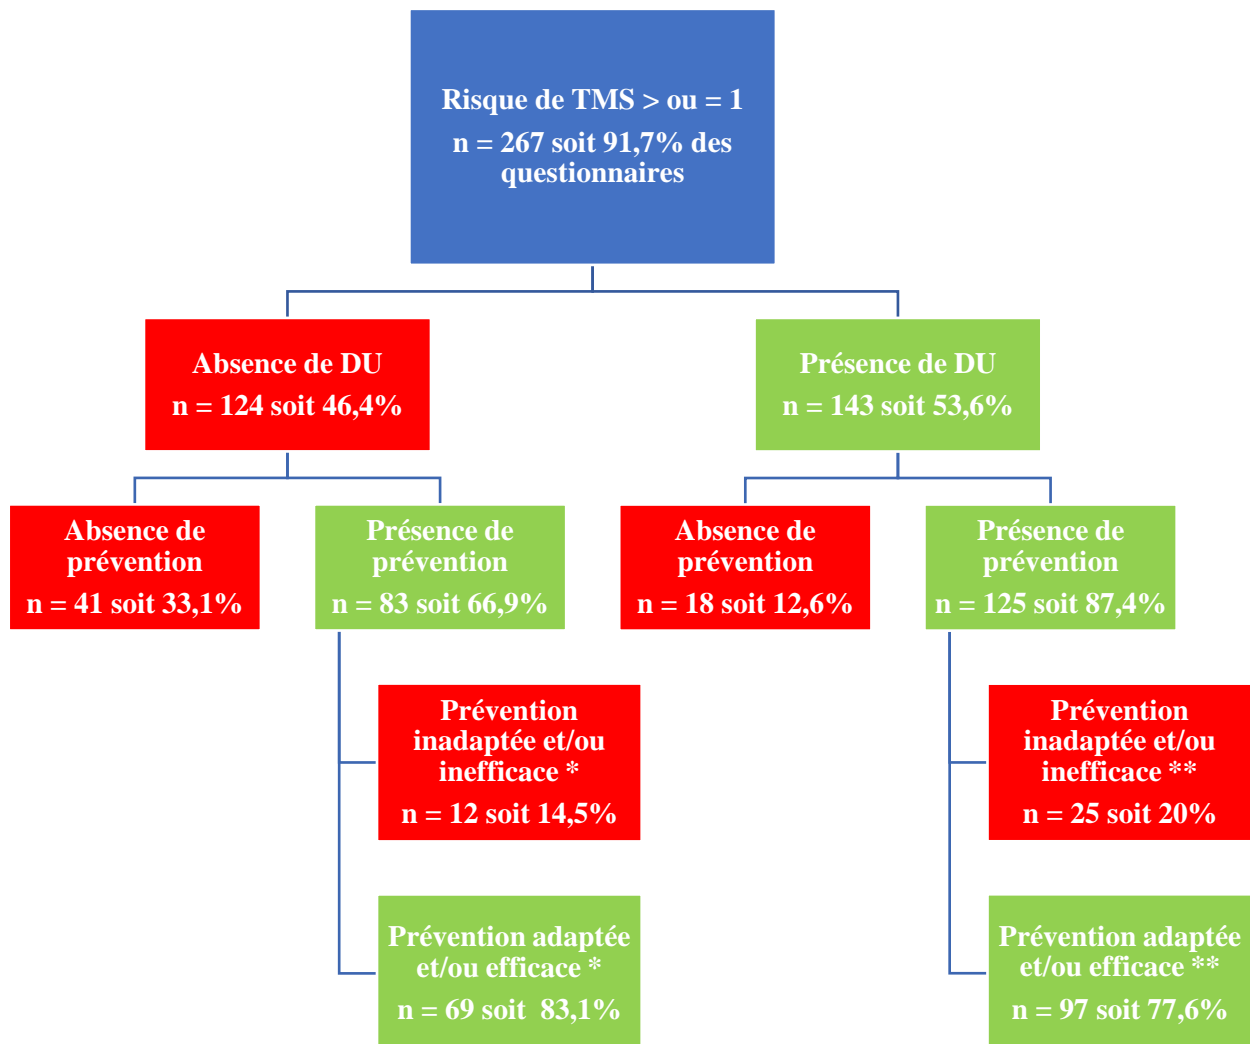 Risque de TMS > ou = 1
n = 267 soit 91,7% des
questionnaires
Absence de DU
n = 124 soit 46,4%
Présence de DU
n = 143 soit 53,6%
Absence de
prévention
n = 41 soit 33,1%
Présence de
prévention
n = 83 soit 66,9%
Absence de
prévention
n = 18 soit 12,6%
Présence de
prévention
n = 125 soit 87,4%
Prévention
inadaptée et/ou
inefficace *
n = 12 soit 14,5%
Prévention
inadaptée et/ou
inefficace **
n = 25 soit 20%
Prévention adaptée
et/ou efficace *
n = 69 soit  83,1%
Prévention adaptée
et/ou efficace **
n = 97 soit 77,6%